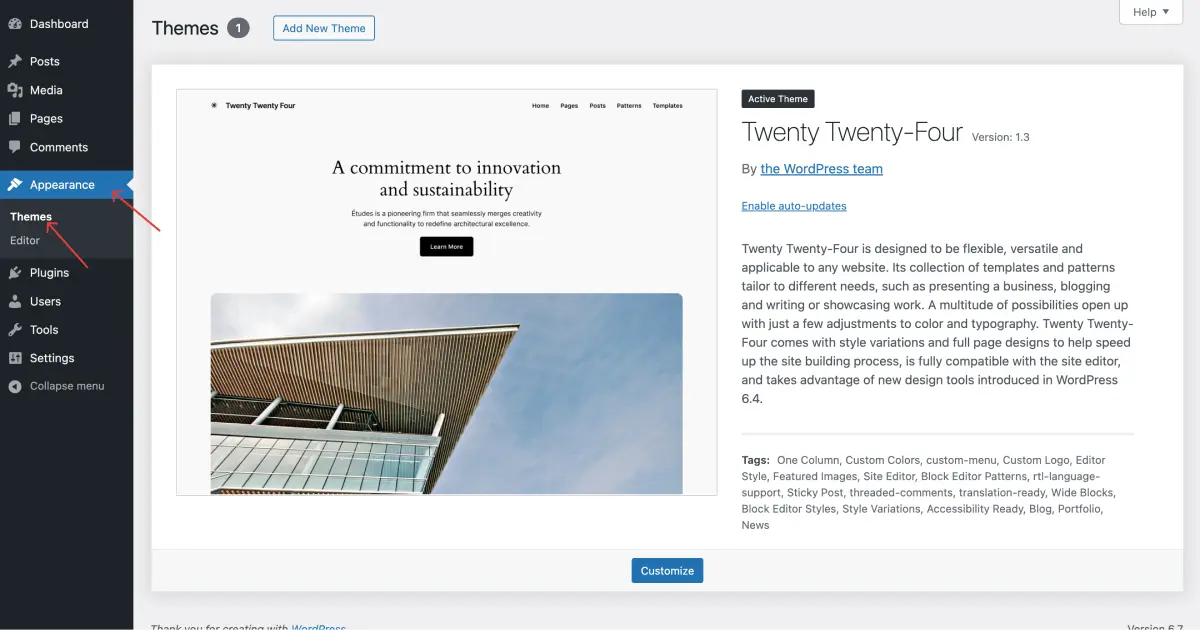 Dashboard
Posts
Media
Pages
Comments
Appearance
Themes
Editor
Plugins
Users
Tools
Settings
Collapse menu
Themes 1 Add New Theme
Help
Twenty Twenty Four
Home Pages Posts Patterns Templates
A commitment to innovation
and sustainability
Études is a pioneering firm that seamlessly merges creativity
and functionality to redefine architectural excellence.
Learn More
Active Theme
Twenty Twenty-Four Version: 1.3
By the WordPress team
Enable auto-updates
Twenty Twenty-Four is designed to be flexible, versatile and
applicable to any website. Its collection of templates and patterns
tailor to different needs, such as presenting a business, blogging
and writing or showcasing work. A multitude of possibilities open up
with just a few adjustments to color and typography. Twenty Twenty-
Four comes with style variations and full page designs to help speed
up the site building process, is fully compatible with the site editor,
and takes advantage of new design tools introduced in WordPress
6.4.
Tags: One Column, Custom Colors, custom-menu, Custom Logo, Editor
Style, Featured Images, Site Editor, Block Editor Patterns, rtl-language-
support, Sticky Post, threaded-comments, translation-ready, Wide Blocks,
Block Editor Styles, Style Variations, Accessibility Ready, Blog, Portfolio,
News
Customize
Thank you for creating with WordPress.
Version 6.7